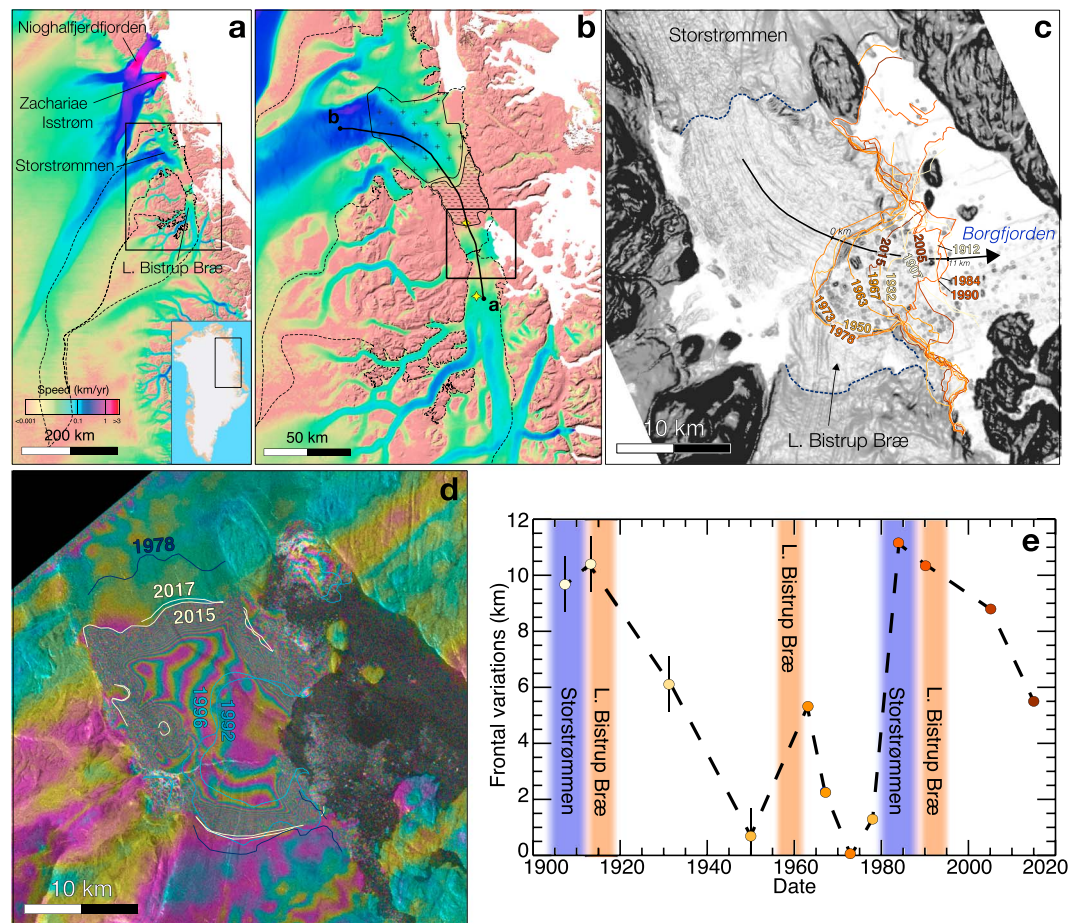 a
Nioghalfjerdfjorden
Zachariae
Isstrøm
Storstrømmen
L. Bistrup Bræ
Speed (km/yr)
<0.001 0.1 1 >3
200 km
b
b
a
50 km
c
Storstrømmen
Borgfjorden
0 km
11 km
2015
2005
1912
1907
1984
1990
1932
1967
1963
1950
1973
1978
L. Bistrup Bræ
10 km
d
1978
2017
2015
1996
1992
10 km
e
Frontal variations (km)
12
10
8
6
4
2
0
Storstrømmen
L. Bistrup Bræ
L. Bistrup Bræ
Storstrømmen
L. Bistrup Bræ
1900 1920 1940 1960 1980 2000 2020
Date